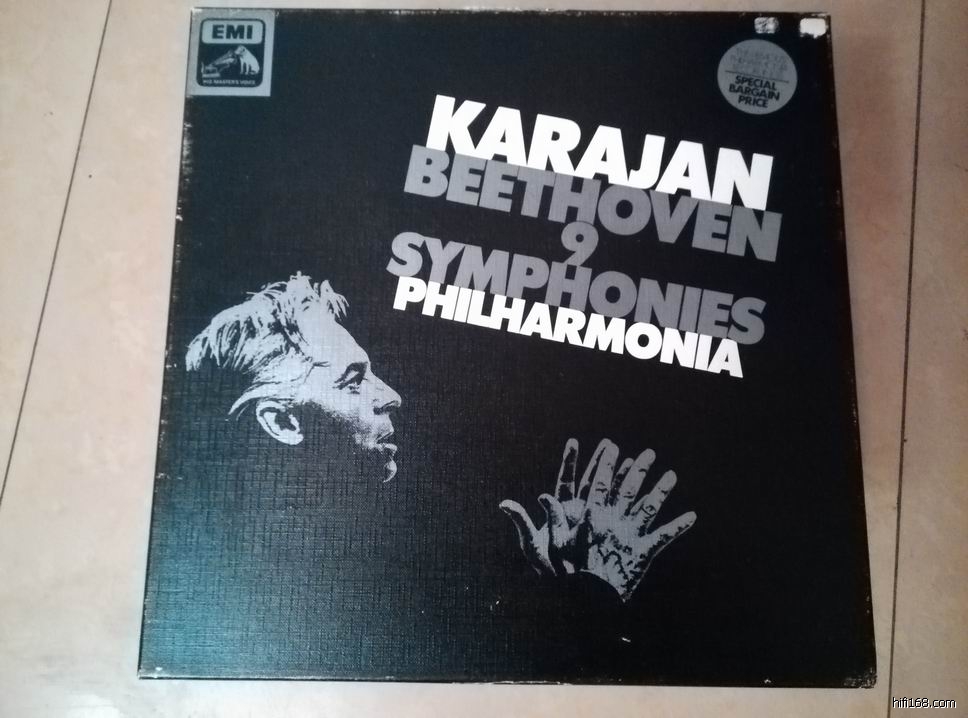 EMI
HIS MASTER'S VOICE
SPECIAL
BARGAIN
PRICE
KARAJAN
BEETHOVEN
9
SYMPHONIES
PHILHARMONIA
hifi168.com